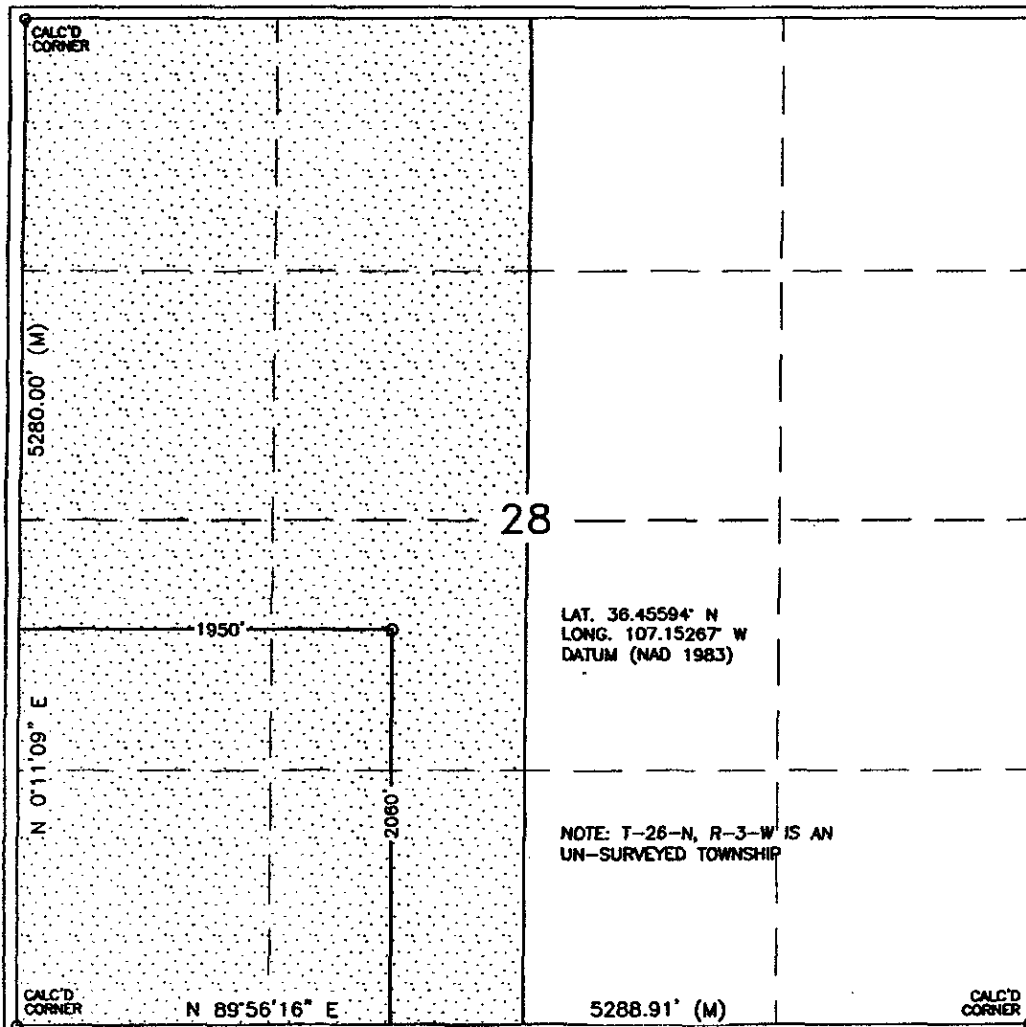 CALC'D
CORNER
5280.00' (M)
28
LAT. 36.45594° N
LONG. 107.15267° W
DATUM (NAD 1983)
1950'
N 0°11'09" E
2060'
NOTE: T-26-N, R-3-W IS AN
UN-SURVEYED TOWNSHIP
CALC'D
CORNER
N 89°56'16" E
5288.91' (M)
CALC'D
CORNER